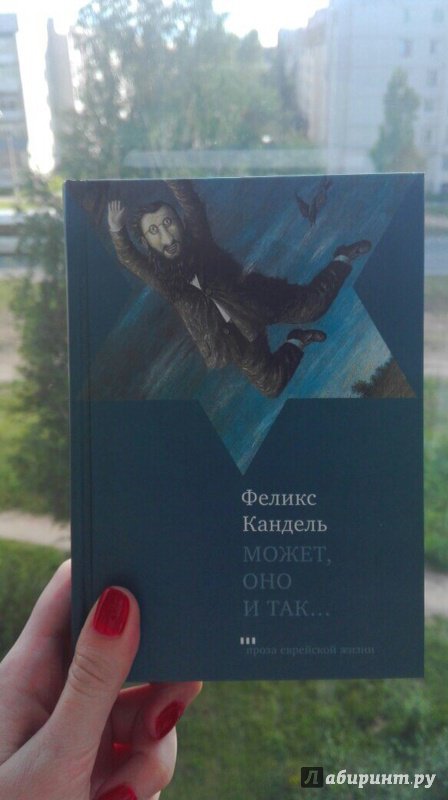 Феликс
Кандель
МОЖЕТ,
ОНО
И ТАК...
проза еврейской жизни
Лабиринт.ру